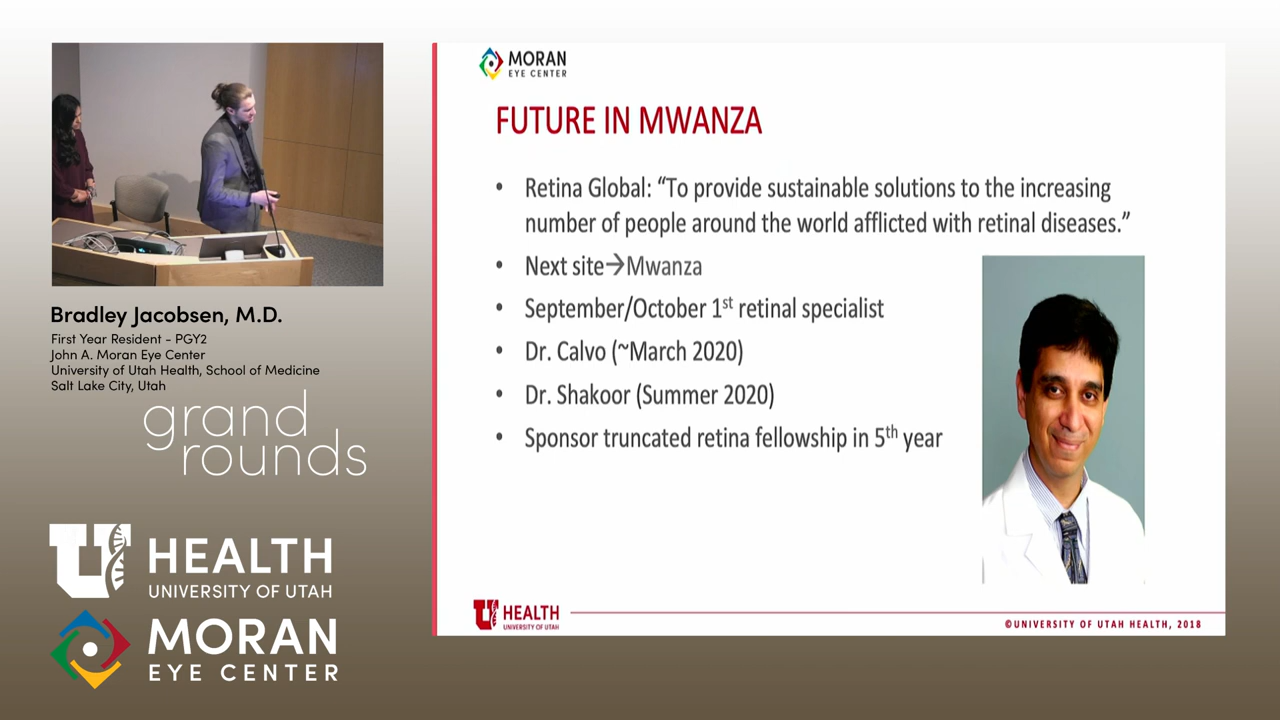 Bradley Jacobsen, M.D.
First Year Resident - PGY2
John A. Moran Eye Center
University of Utah Health, School of Medicine
Salt Lake City, Utah
grand
rounds
U HEALTH
UNIVERSITY OF UTAH
MORAN
EYE CENTER
MORAN
EYE CENTER
FUTURE IN MWANZA
• Retina Global: “To provide sustainable solutions to the increasing
number of people around the world afflicted with retinal diseases.”
• Next site→Mwanza
• September/October 1st retinal specialist
• Dr. Calvo (~March 2020)
• Dr. Shakoor (Summer 2020)
• Sponsor truncated retina fellowship in 5th year
U HEALTH
UNIVERSITY OF UTAH
©UNIVERSITY OF UTAH HEALTH, 2018